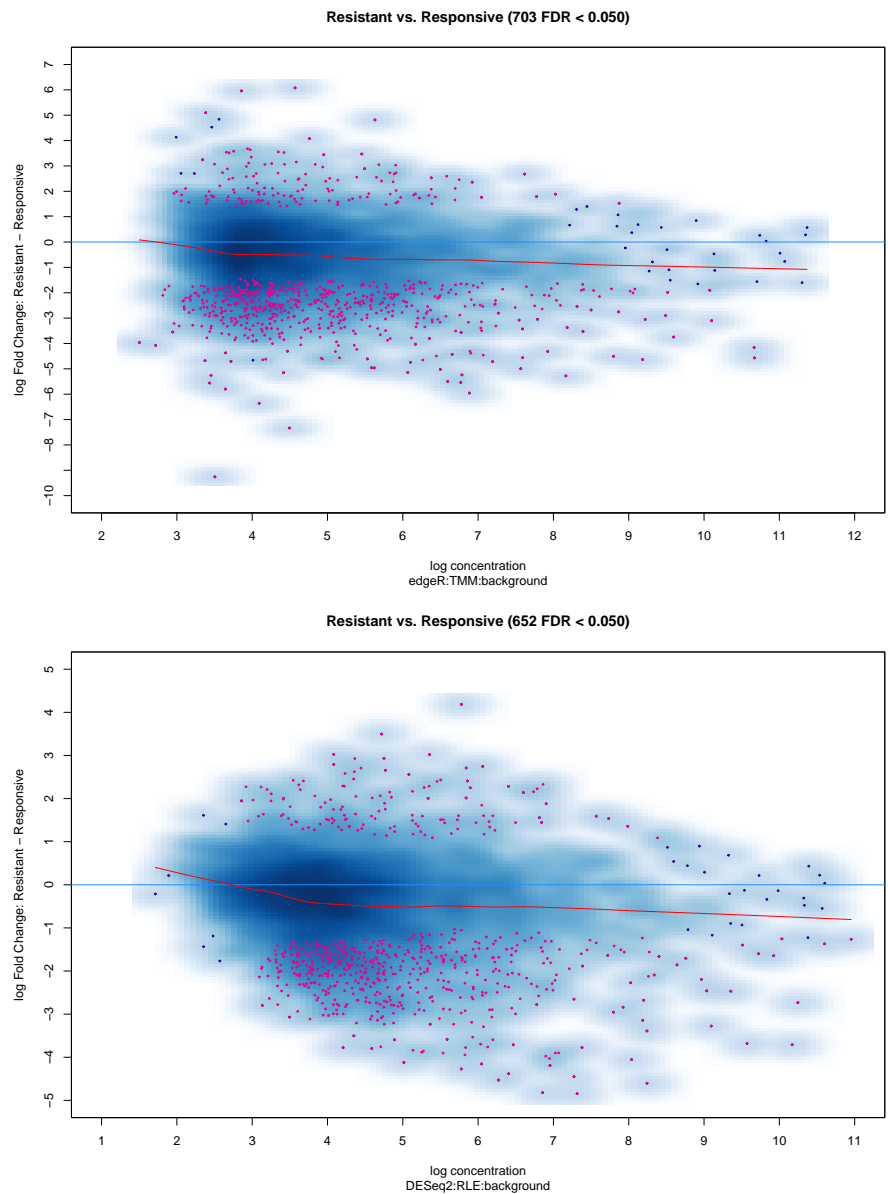 Resistant vs. Responsive (703 FDR < 0.050)
7
6
5
4
3
2
1
0
−1
−2
−3
−4
−5
−6
−7
−8
−10
log Fold Change: Resistant − Responsive
2 3 4 5 6 7 8 9 10 11 12
log concentration
edgeR:TMM:background
Resistant vs. Responsive (652 FDR < 0.050)
5
4
3
2
1
0
−1
−2
−3
−4
−5
log Fold Change: Resistant − Responsive
1 2 3 4 5 6 7 8 9 10 11
log concentration
DESeq2:RLE:background